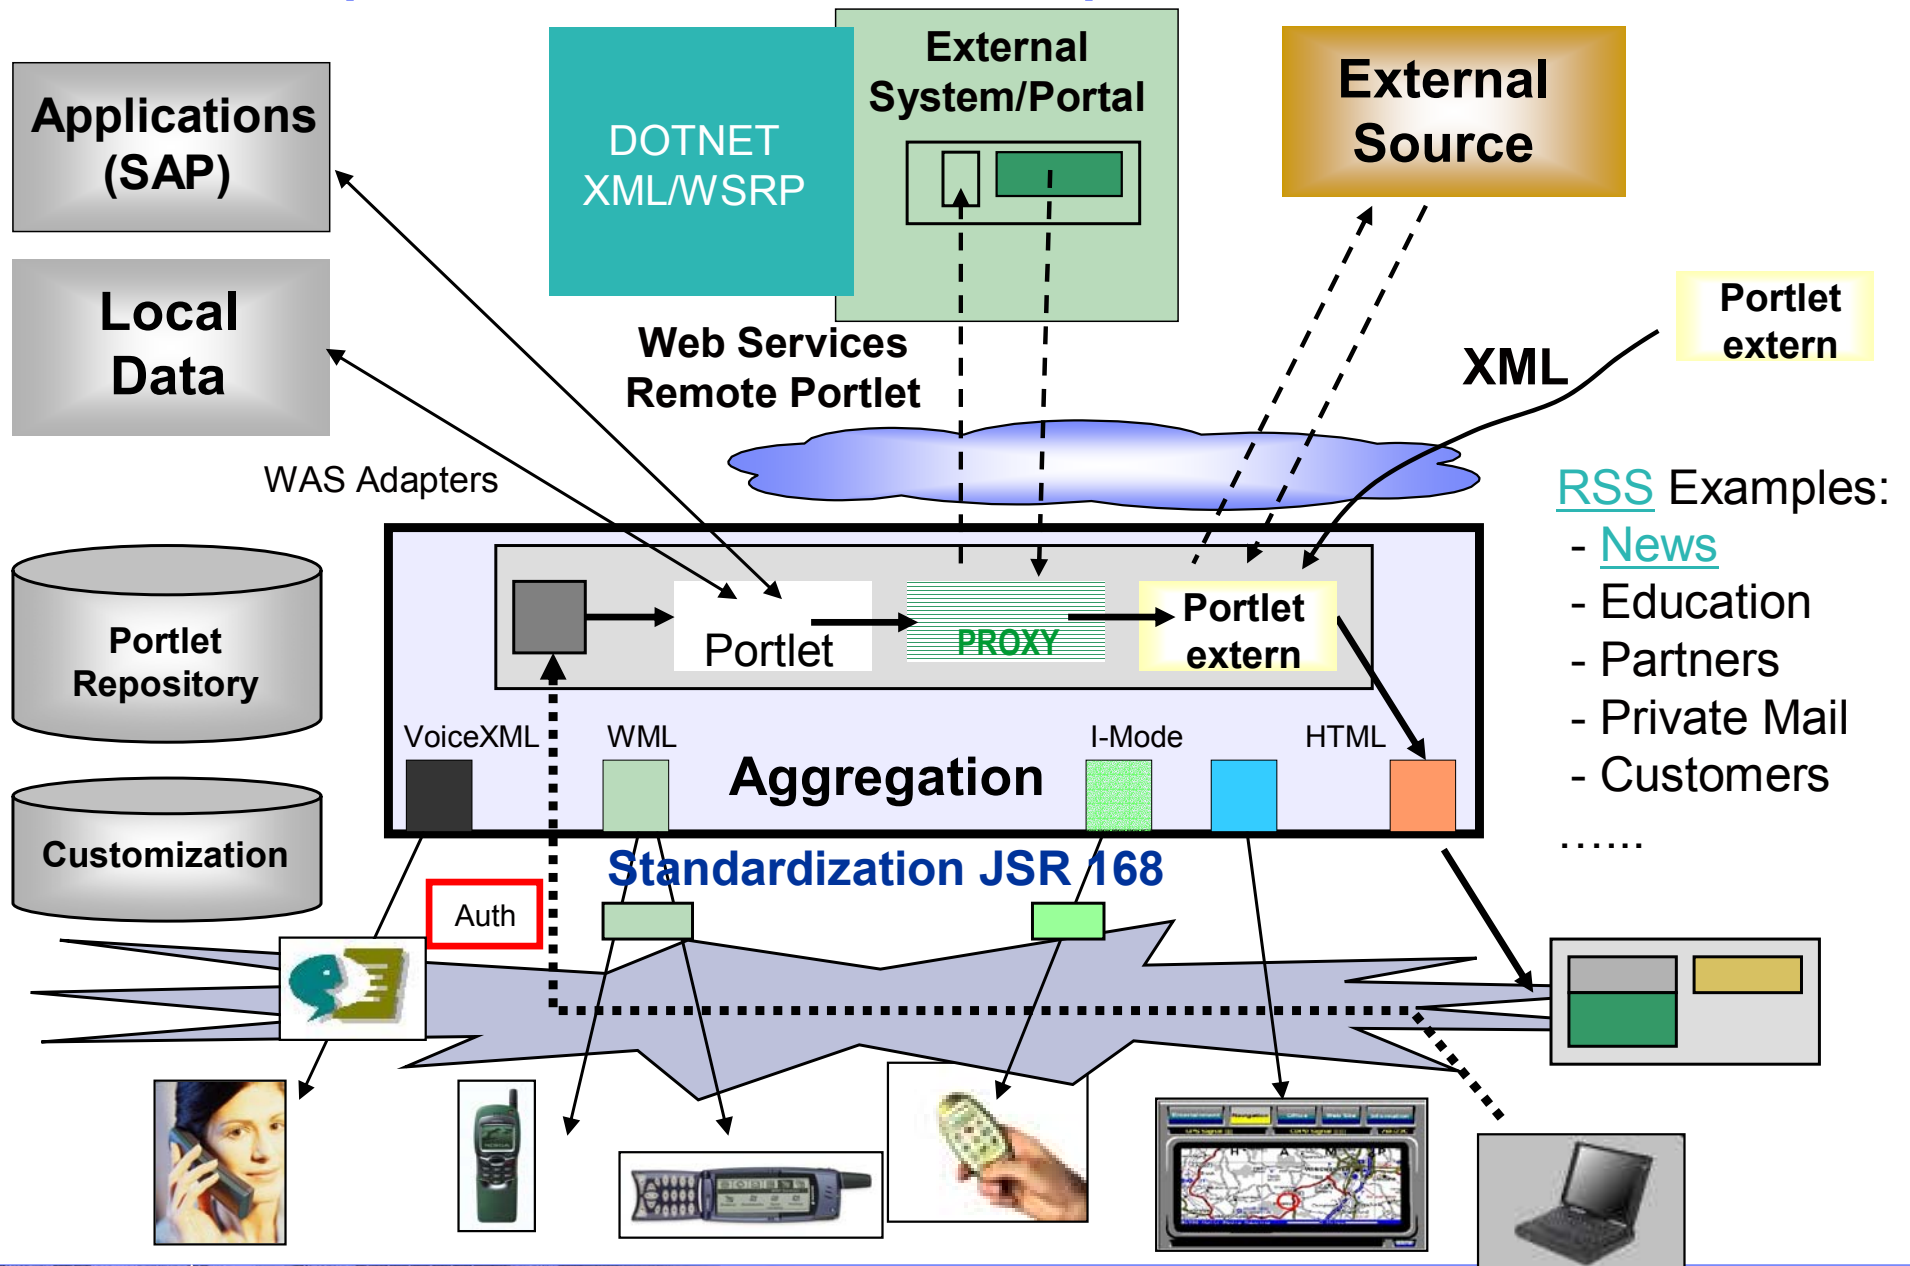 External
System/Portal
External
Source
Applications
(SAP)
DOTNET
XML/WSRP
Local
Data
Portlet
extern
Web Services
Remote Portlet
XML
WAS Adapters
RSS Examples:
- News
- Education
- Partners
- Private Mail
- Customers
......
Portlet
Repository
Portlet
PROXY
Portlet
extern
VoiceXML
WML
I-Mode
HTML
Aggregation
Customization
Standardization JSR 168
Auth